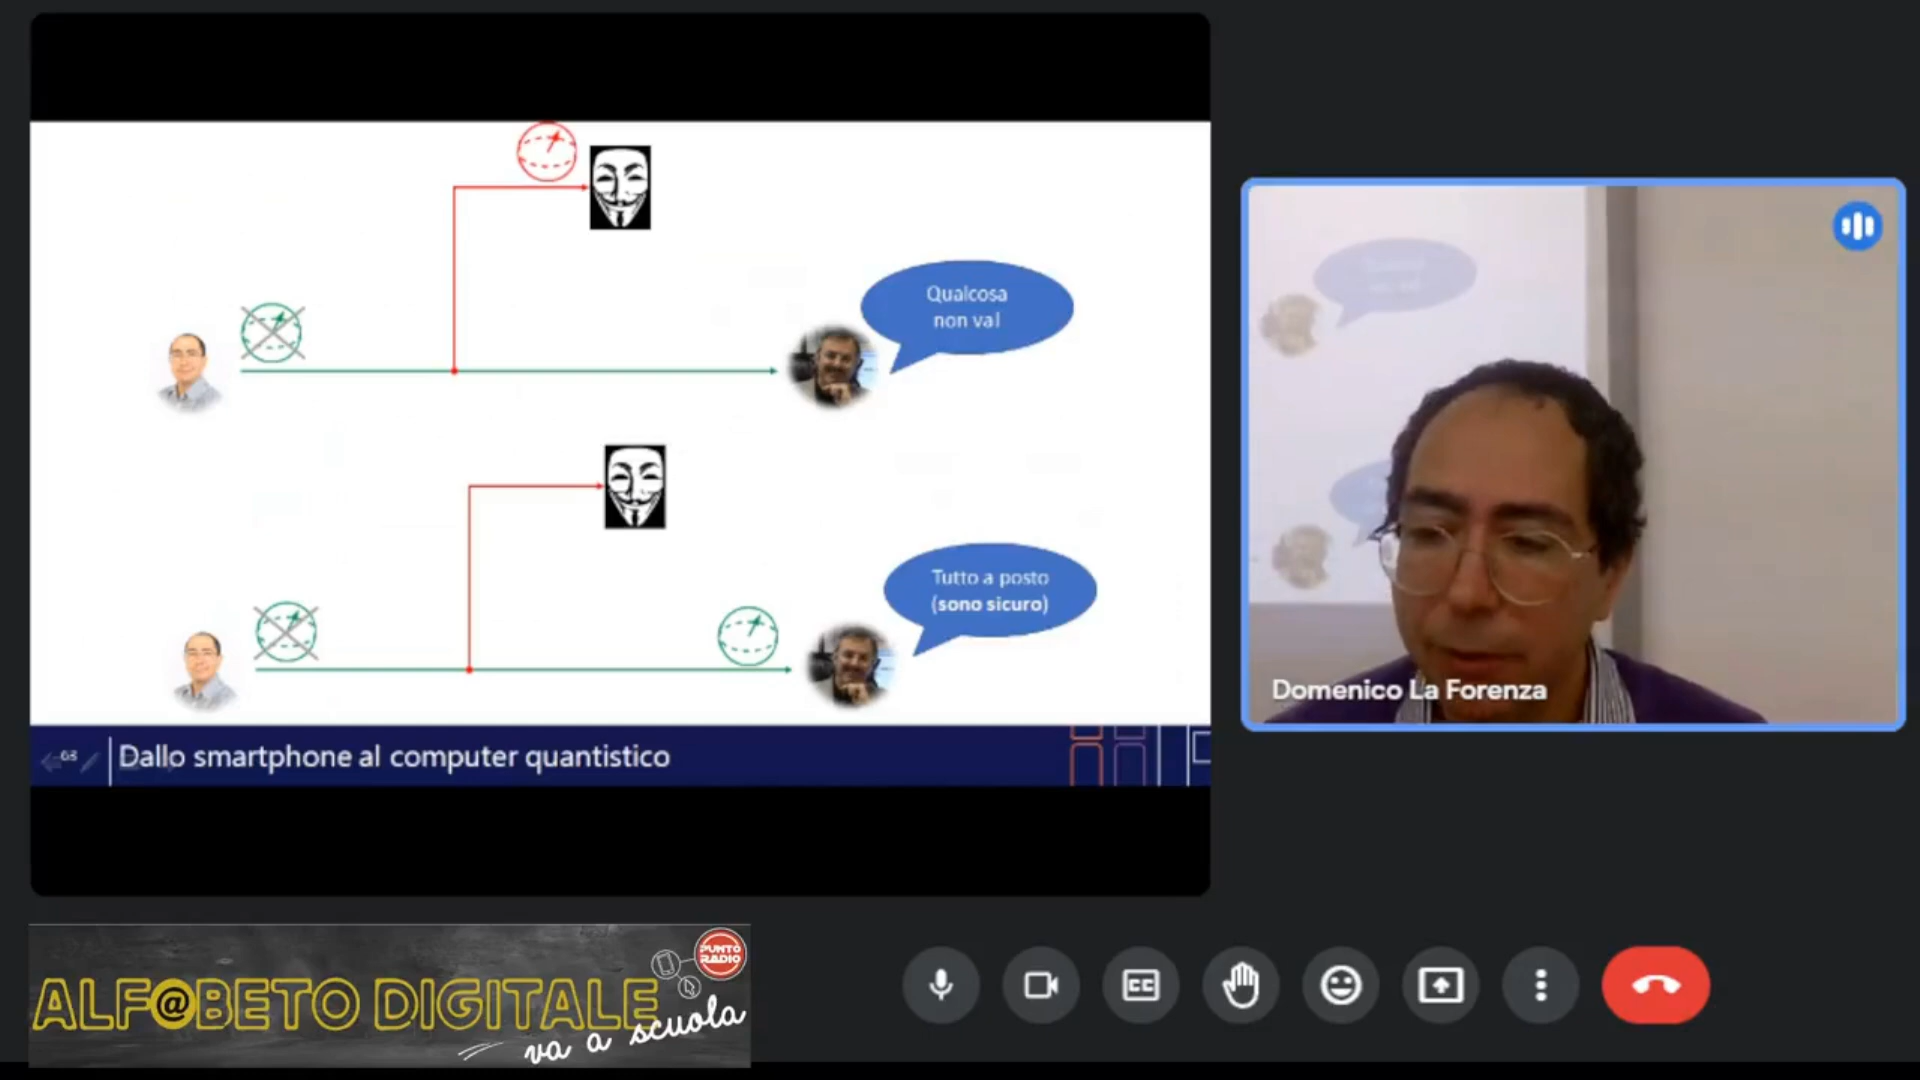 Qualcosa
non va!
Tutto a posto
(sono sicuro)
Dallo smartphone al computer quantistico
Domenico La Forenza
PUNTO
RADIO
ALF@BETO DIGITALE
va a scuola
CC